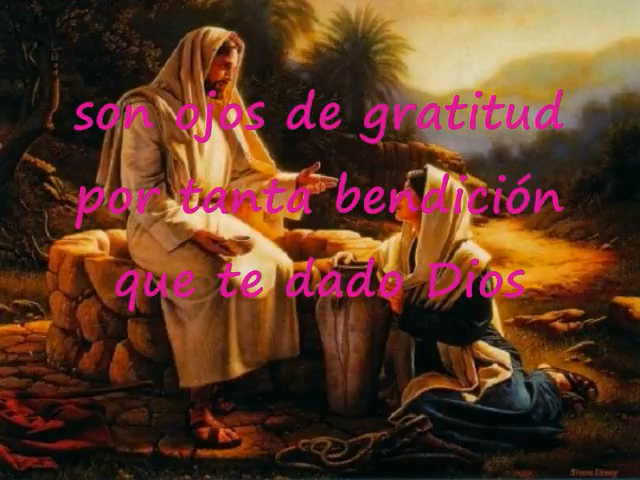 son ojos de gratitud
por tanta bendición
que te dado Dios